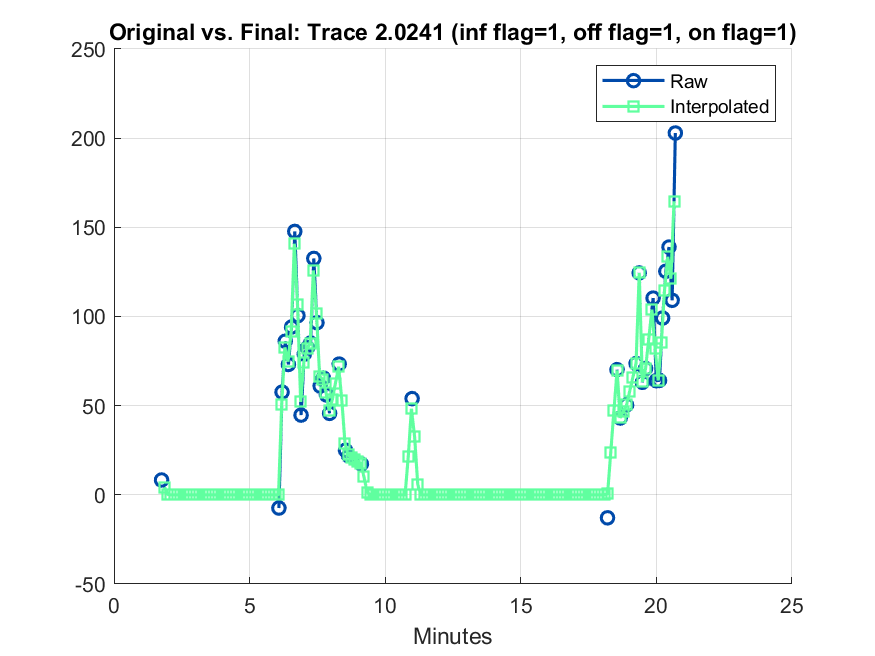 Original vs. Final: Trace 2.0241 (inf flag=1, off flag=1, on flag=1)
250
200
150
100
50
0
-50
Raw
Interpolated
0 5 10 15 20 25
Minutes